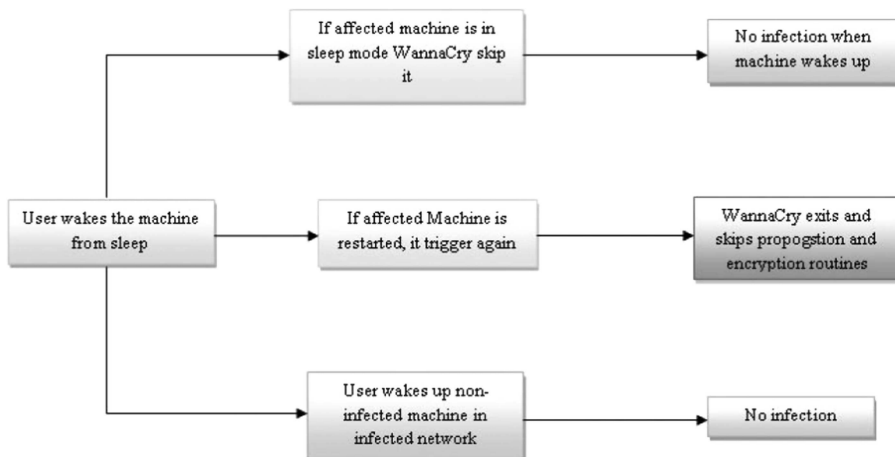 If affected machine is in
sleep mode WannaCry skip
it
No infection when
machine wakes up
User wakes the machine
from sleep
If affected Machine is
restarted, it trigger again
WannaCry exits and
skips propogstion and
encryption routines
User wakes up non-
infected machine in
infected network
No infection